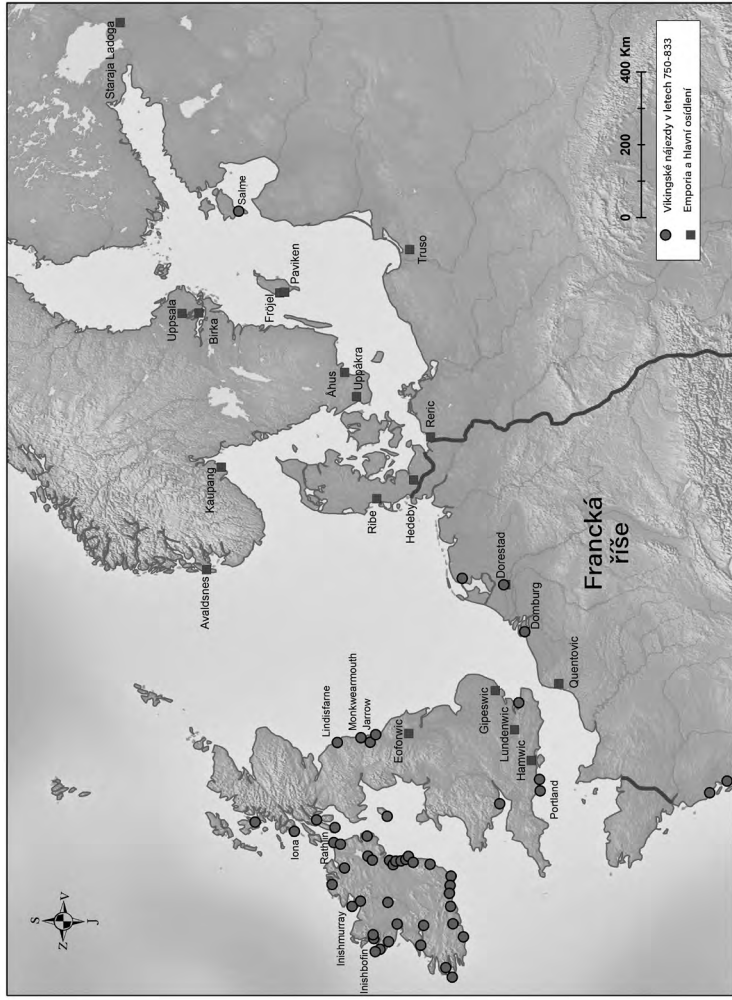 S
Z V
J
Staraja Ladoga
Uppsala
Birka
Salme
Kaupang
Avaldsnes
Fröjel
Paviken
Iona
Rathlin
Lindisfarne
Monkwearmouth
Jarrow
Inishmurray
Inishbofin
Åhus
Uppåkra
Ribe
Hedeby
Eoforwic
Truso
Reric
Gipeswic
Lundenwic
Hamwic
Portland
Dorestad
Domburg
Quentovic
Francká
říše
0 200 400 Km
Vikingské nájezdy v letech 750-833
Emporia a hlavní osídlení